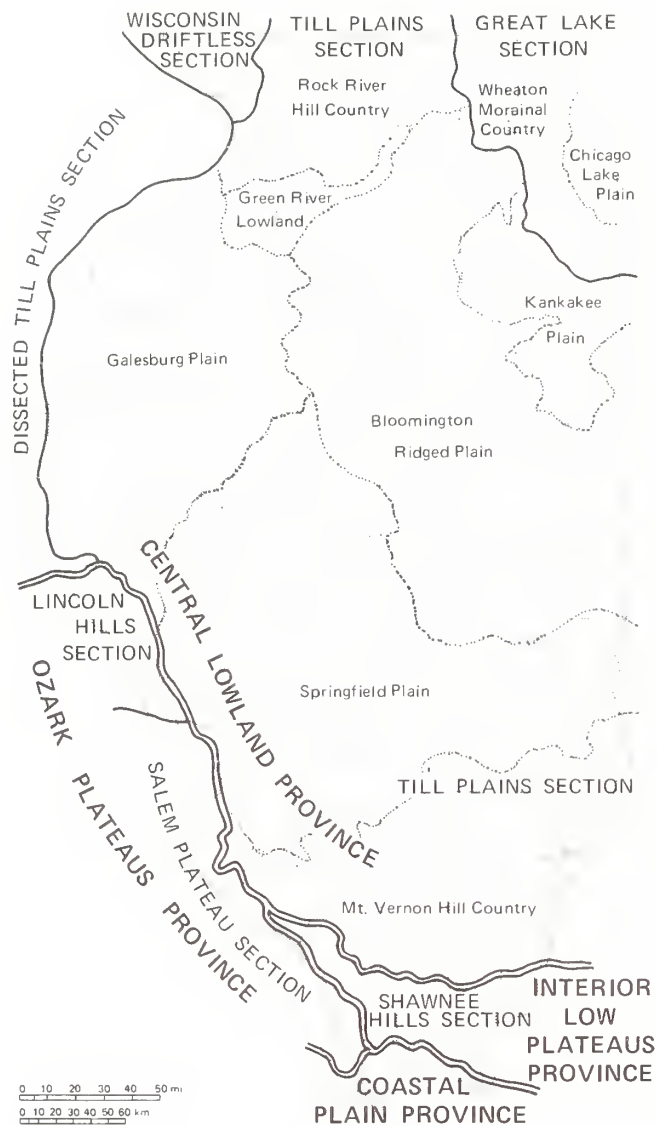 WISCONSIN
DRIFTLESS
SECTION
TILL PLAINS
SECTION
GREAT LAKE
SECTION
Rock River
Hill Country
Wheaton
Morainal
Country
Chicago
Lake
Plain
DISSECTED TILL PLAINS SECTION
Green River
Lowland
Kankakee
Plain
Galesburg Plain
Bloomington
Ridged Plain
CENTRAL LOWLAND PROVINCE
LINCOLN
HILLS
SECTION
OZARK PLATEAUS PROVINCE
Springfield Plain
SALEM PLATEAU SECTION
TILL PLAINS SECTION
Mt. Vernon Hill Country
SHAWNEE
HILLS SECTION
INTERIOR
LOW
PLATEAUS
PROVINCE
COASTAL
PLAIN PROVINCE
0 10 20 30 40 50 mi
0 10 20 30 40 50 60 km